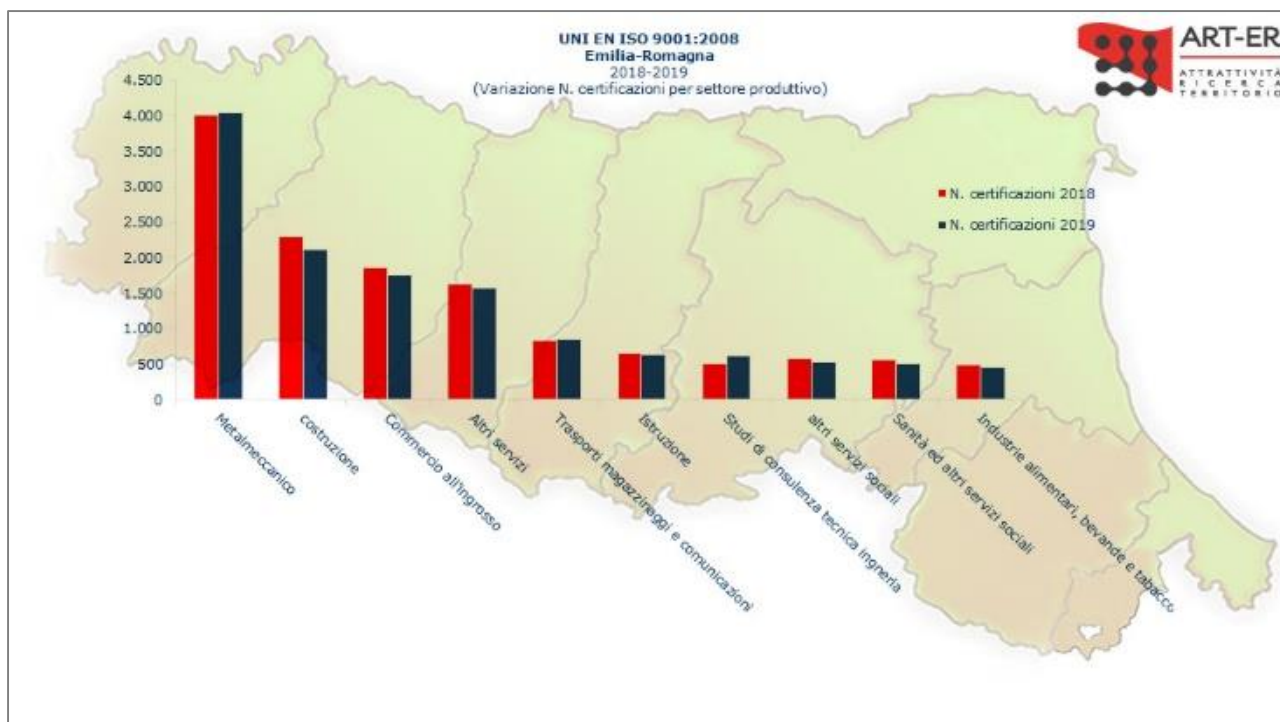 UNI EN ISO 9001:2008
Emilia-Romagna
2018-2019
(Variazione N. certificazioni per settore produttivo)
ART-ER
ATTRATTIVITÀ
RICERCA
TERRITORIO
4.500
4.000
3.500
3.000
2.500
2.000
1.500
1.000
500
0
N. certificazioni 2018
N. certificazioni 2019
Metalmeccanico
costruzione
Commercio all'ingrosso
Altri servizi
Trasporti magazzinaggi e comunicazioni
Istruzione
Studi di consulenza tecnica ingneria
altri servizi sociali
Sanità ed altri servizi sociali
Industrie alimentari, bevande e tabacco